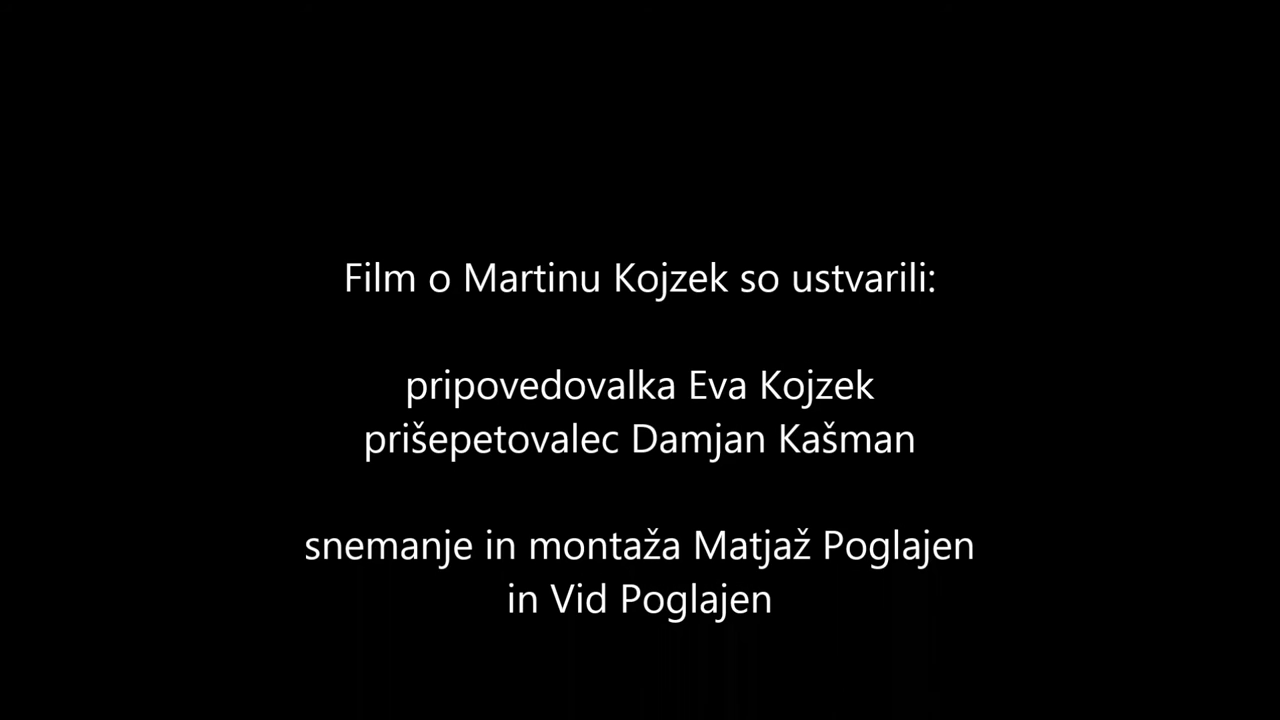 Film o Martinu Kojzek so ustvarili:
pripovedovalka Eva Kojzek
prišepetovalec Damjan Kašman
snemanje in montaža Matjaž Poglajen
in Vid Poglajen